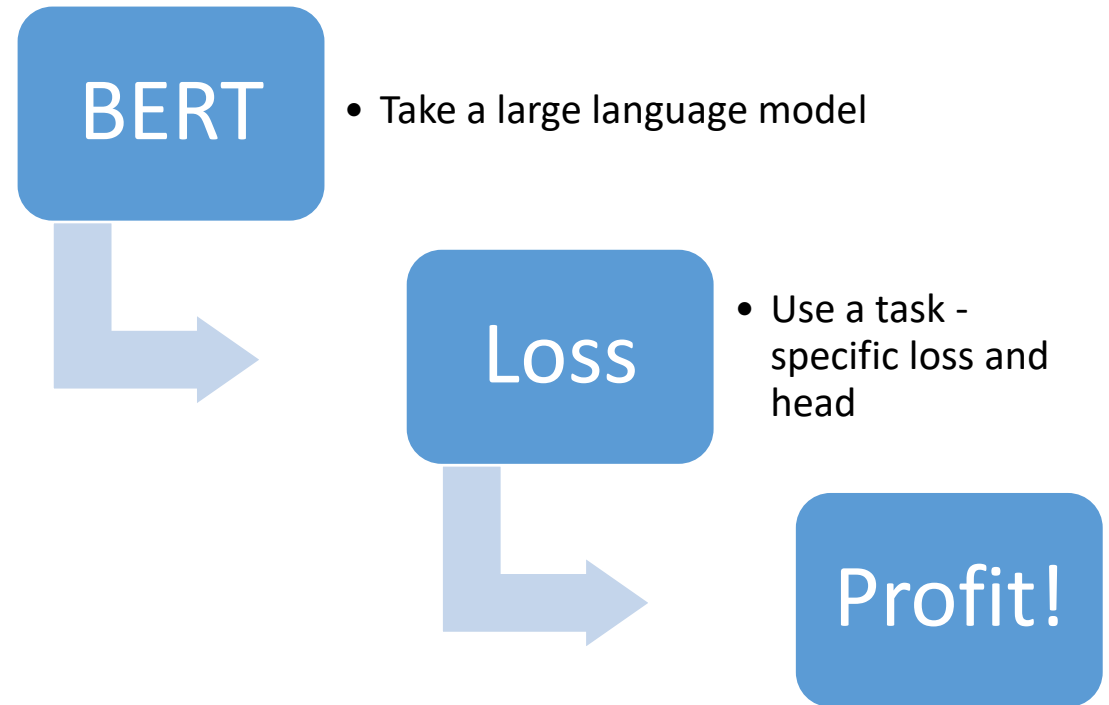 BERT
• Take a large language model
Loss
• Use a task -
specific loss and
head
Profit!